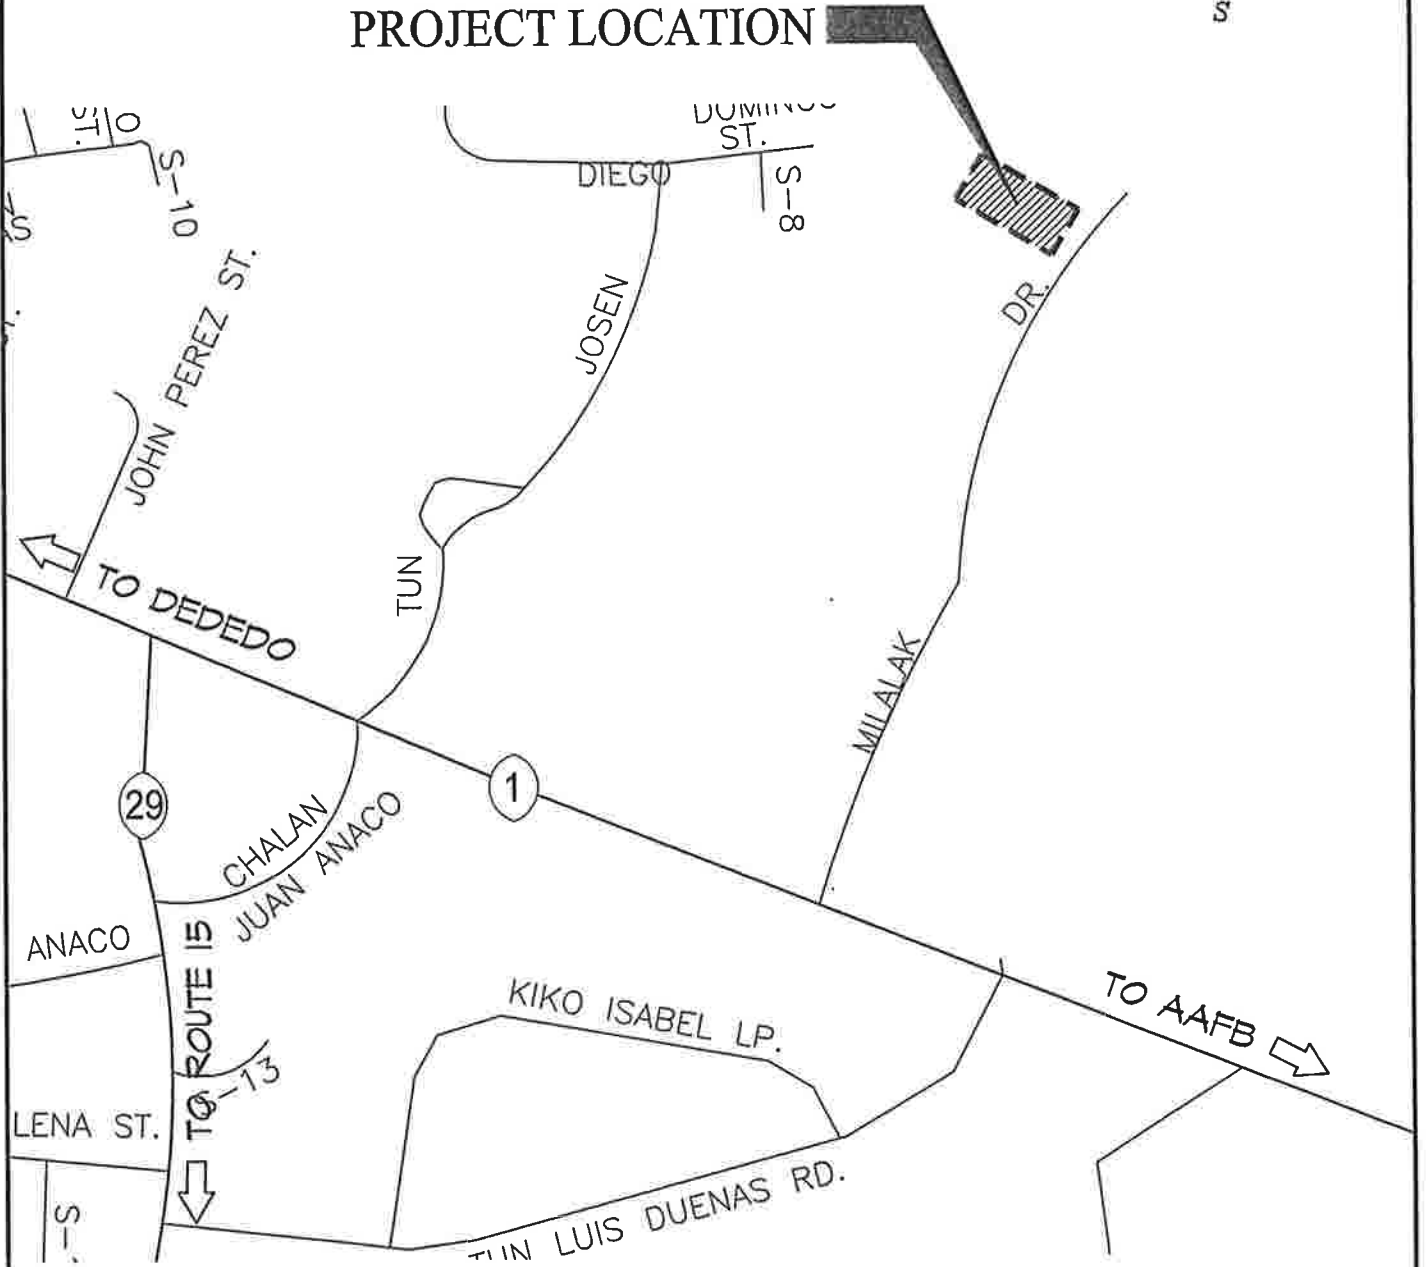 PROJECT LOCATION
S
ST.
O
S-10
S
JOHN PEREZ ST.
ST.
DIEGO
S-8
JOSEN
TUN
DR.
MILALAK
TO DEDEDO
29
1
CHALAN
JUAN ANACO
ANACO
TO ROUTE 15
S-13
KIKO ISABEL LP.
TO AAFB
LENA ST.
TUN LUIS DUENAS RD.